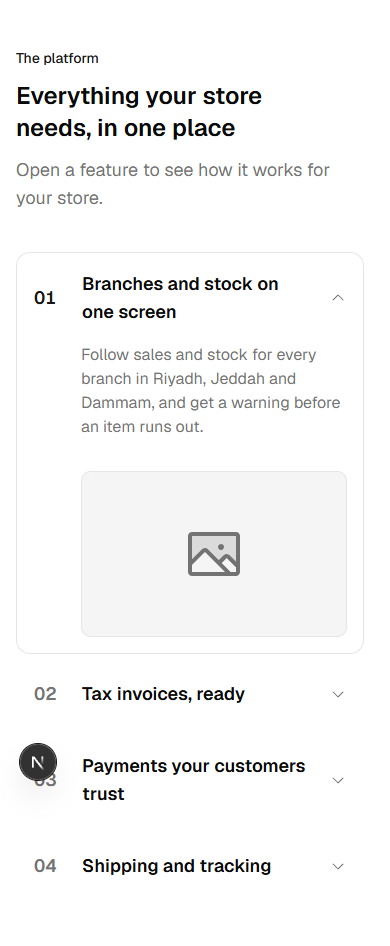 The platform
Everything your store
needs, in one place
Open a feature to see how it works for
your store.
01
Branches and stock on
one screen
Follow sales and stock for every
branch in Riyadh, Jeddah and
Dammam, and get a warning before
an item runs out.
02
Tax invoices, ready
N
03
Payments your customers
trust
04
Shipping and tracking